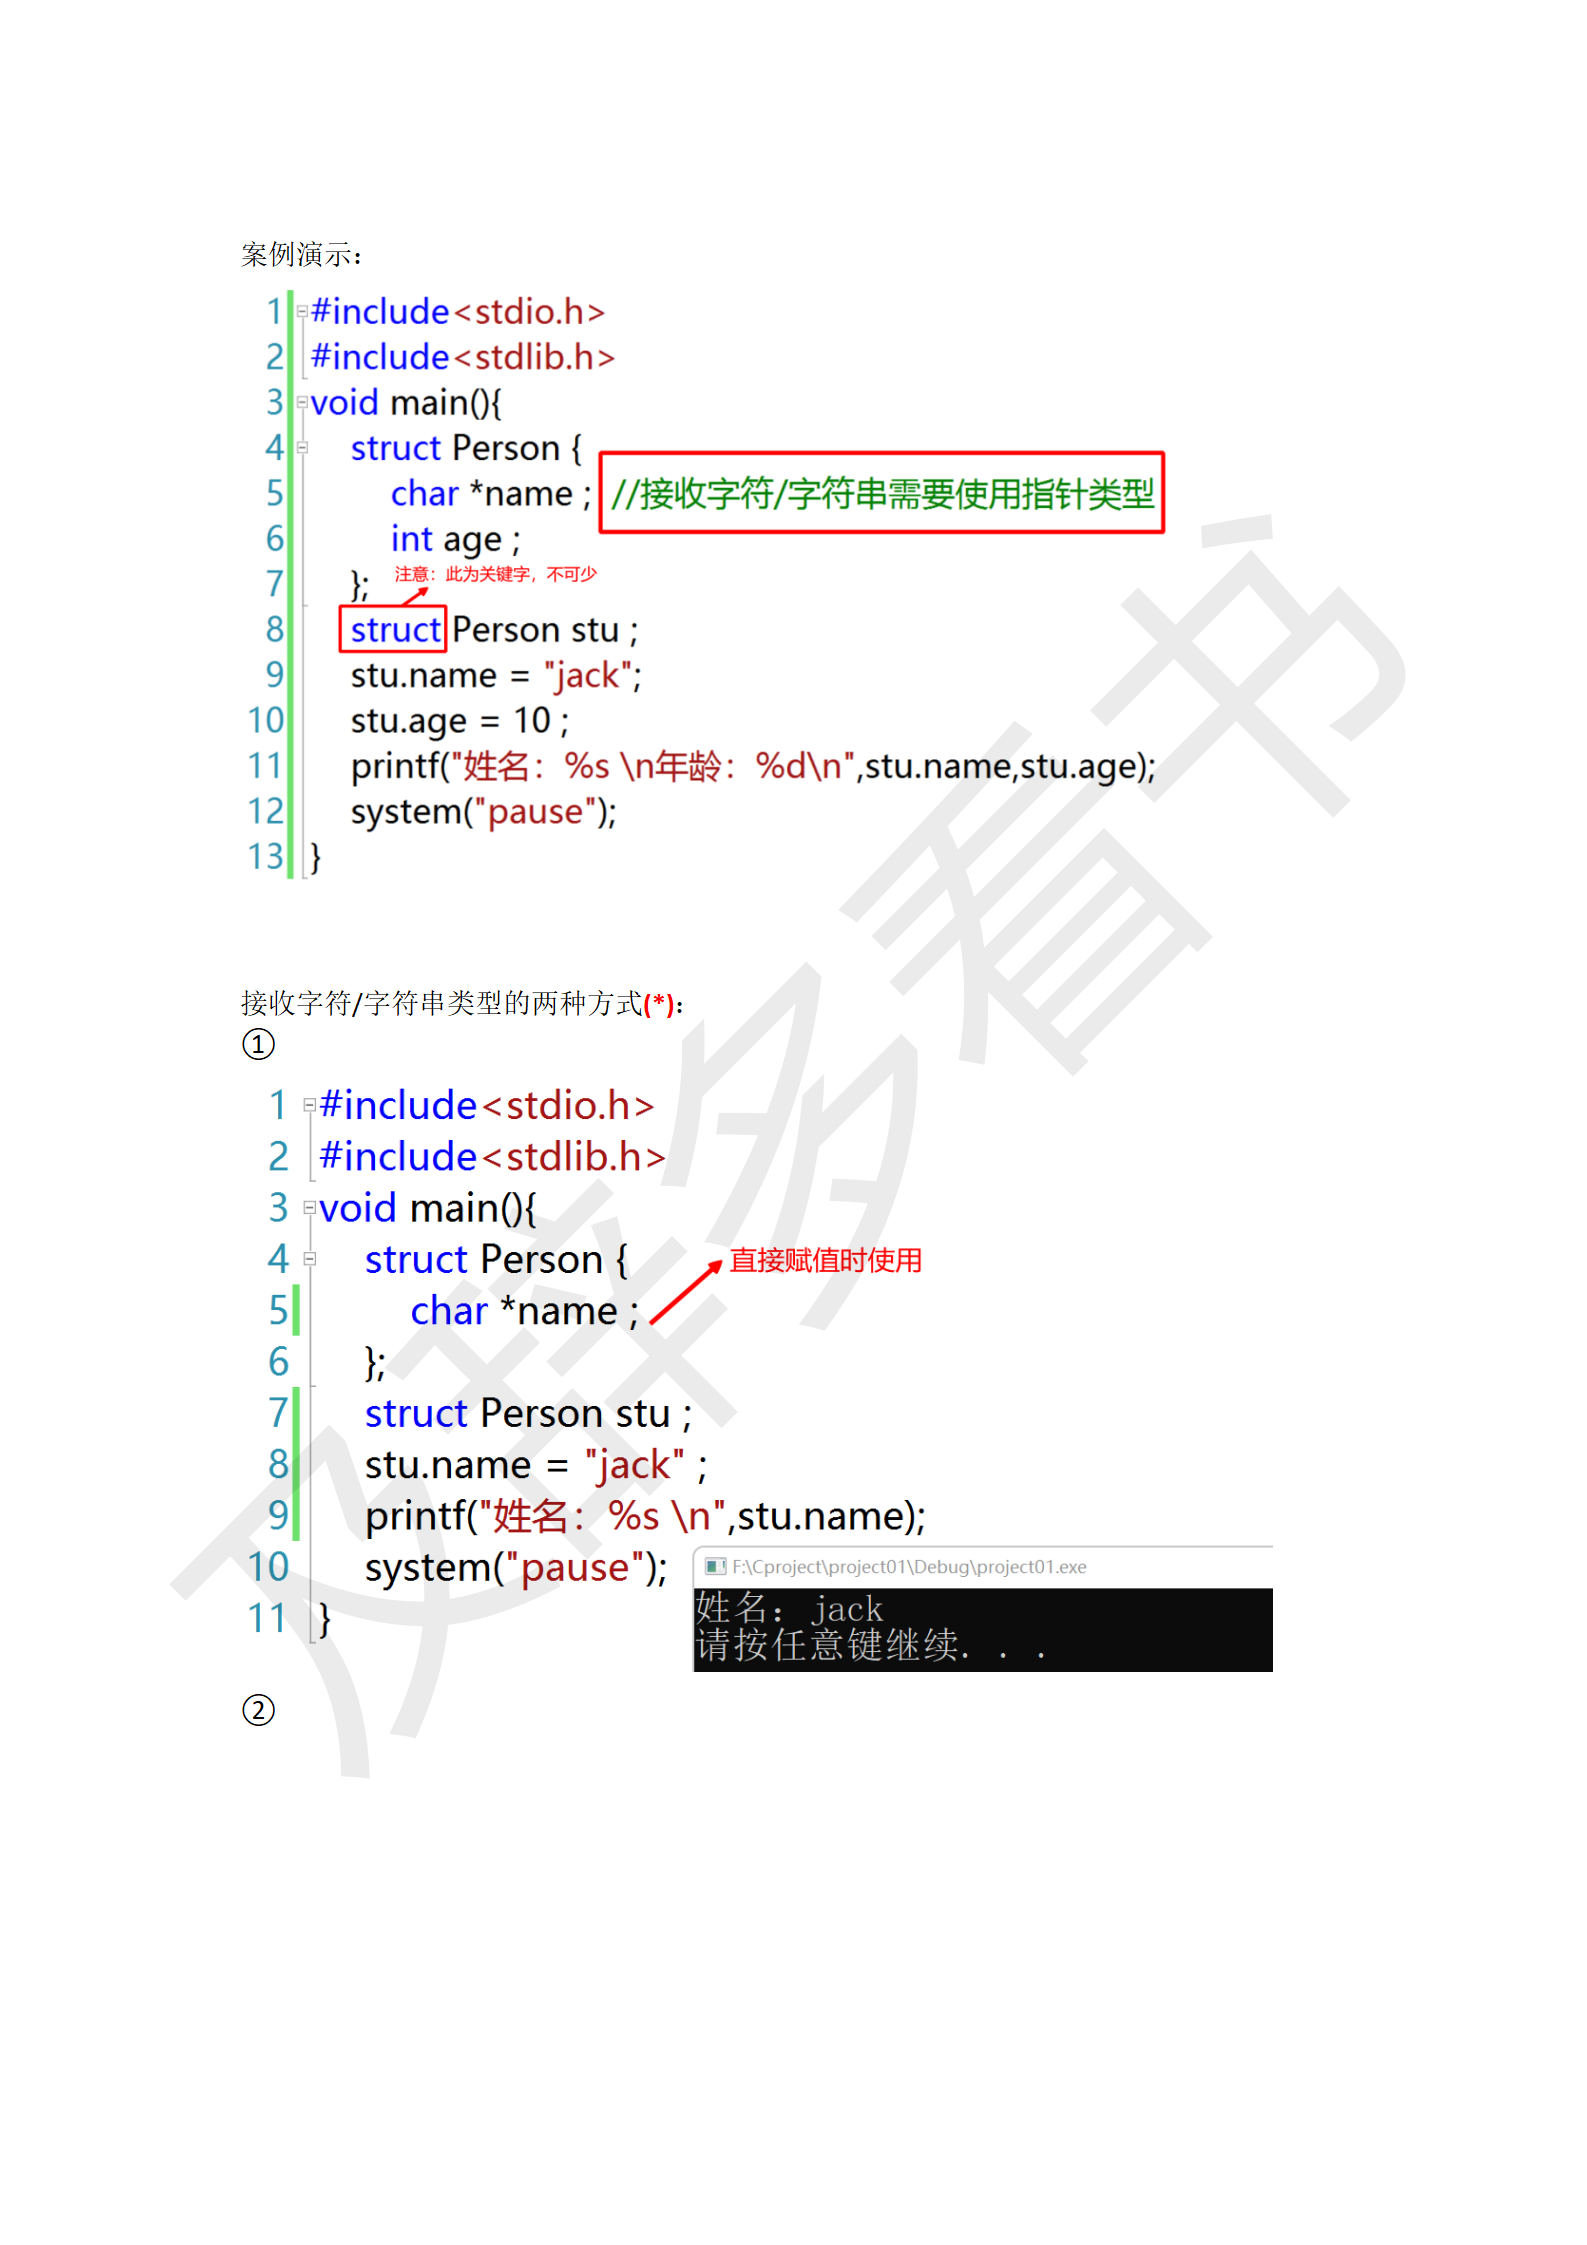 案例演示：
1 #include<stdio.h>
2 #include<stdlib.h>
3 void main(){
4 struct Person {
5 char *name ; //接收字符/字符串需要使用指针类型
6 int age ;
7 }; 注意：此为关键字，不可少
8 struct Person stu ;
9 stu.name = "jack";
10 stu.age = 10 ;
11 printf("姓名：%s \n年龄：%d\n",stu.name,stu.age);
12 system("pause");
13 }
接收字符/字符串类型的两种方式(*)：
①
1 #include<stdio.h>
2 #include<stdlib.h>
3 void main(){
4 struct Person { 直接赋值时使用
5 char *name ;
6 };
7 struct Person stu ;
8 stu.name = "jack" ;
9 printf("姓名：%s \n",stu.name);
10 system("pause"); F:\Cproject\project01\Debug\project01.exe
11 } 姓名：jack
请按任意键继续. . .
②
及辞多看书